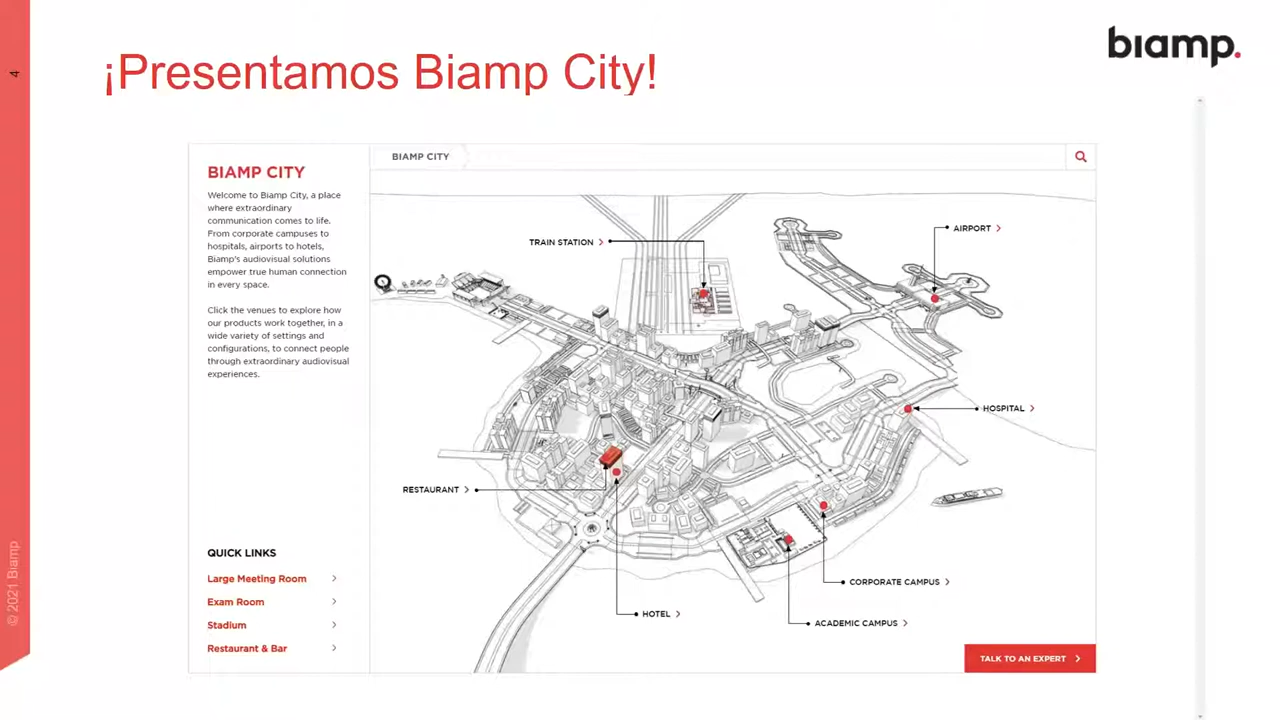 4
¡Presentamos Biamp City!
biamp.
BIAMP CITY
Welcome to Biamp City, a place
where extraordinary
communication comes to life.
From corporate campuses to
hospitals, airports to hotels,
Biamp's audiovisual solutions
empower true human connection
in every space.
Click the venues to explore how
our products work together, in a
wide variety of settings and
configurations, to connect people
through extraordinary audiovisual
experiences.
QUICK LINKS
Large Meeting Room
Exam Room
Stadium
Restaurant & Bar
BIAMP CITY
TRAIN STATION
AIRPORT
HOSPITAL
RESTAURANT
CORPORATE CAMPUS
HOTEL
ACADEMIC CAMPUS
TALK TO AN EXPERT
© 2021 Biamp